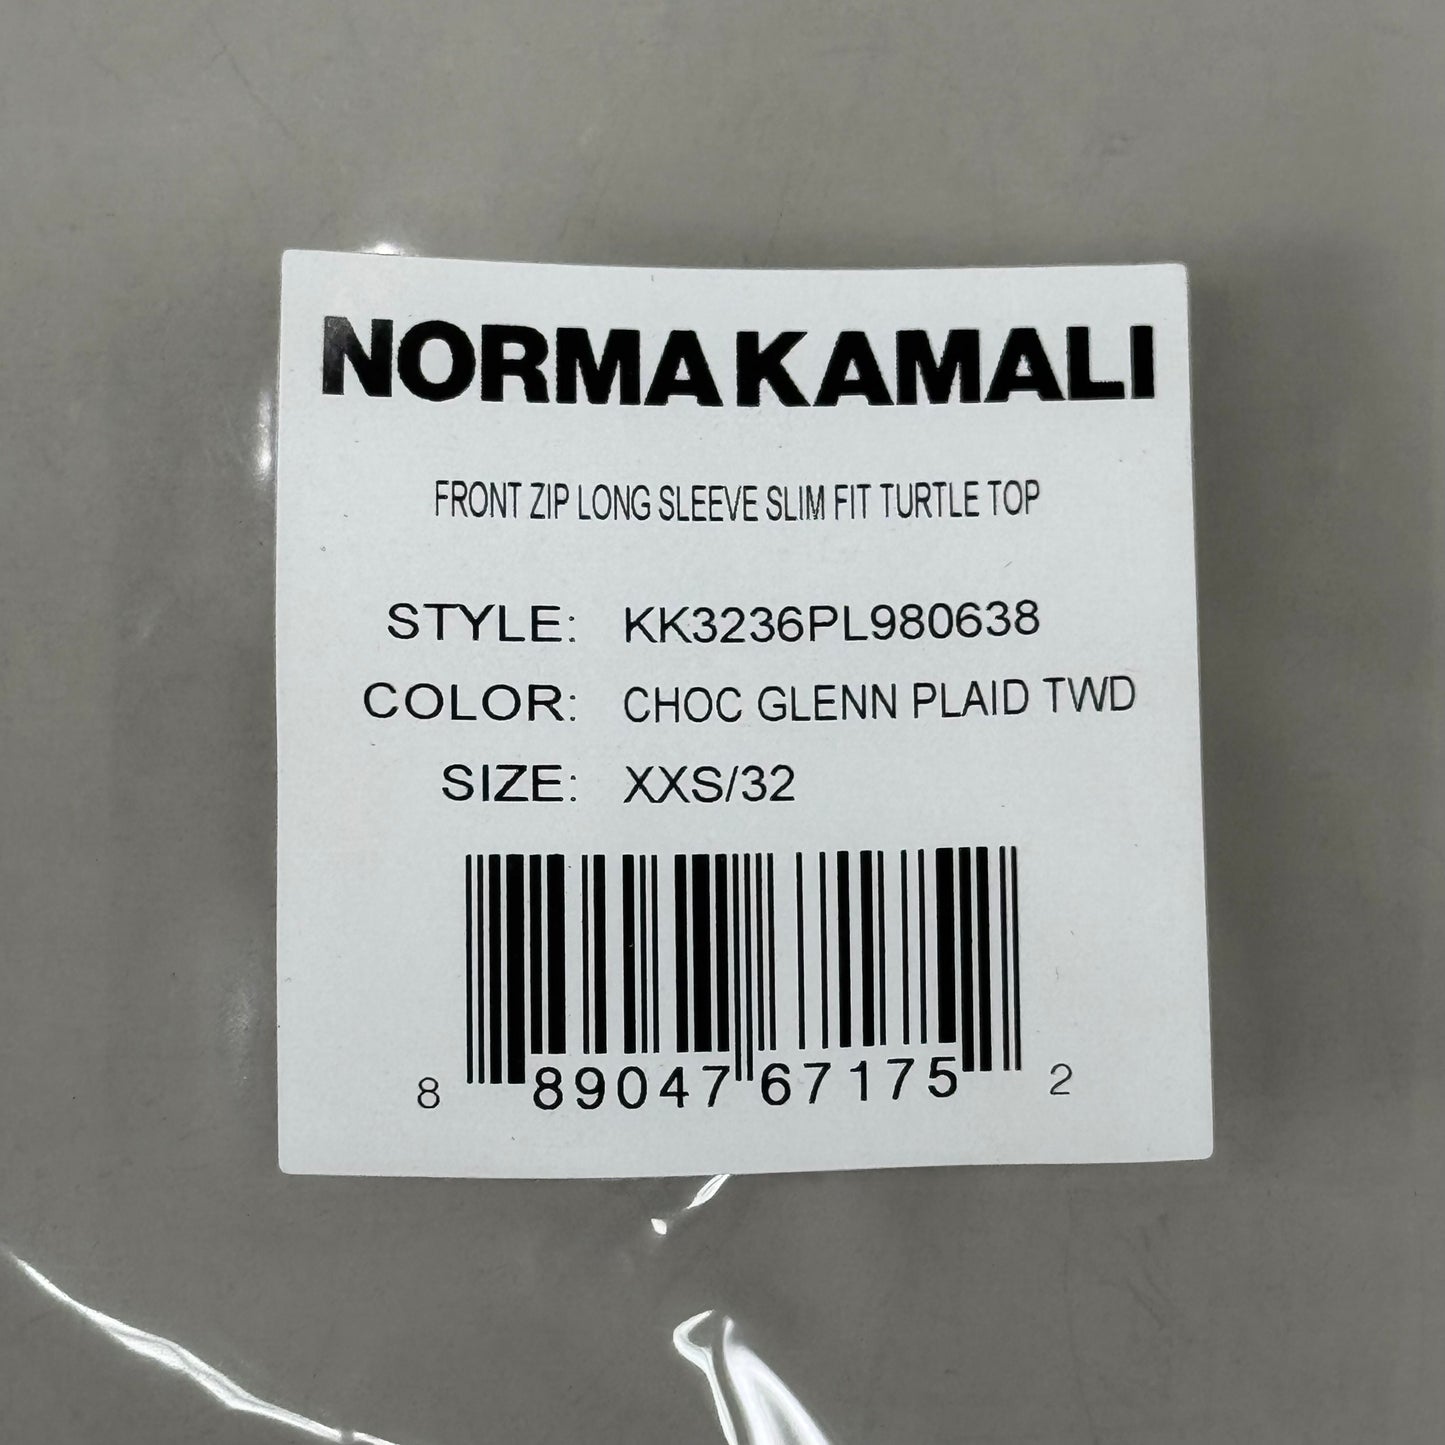 NORMA KAMALI
FRONT ZIP LONG SLEEVE SLIM FIT TURTLE TOP
STYLE: KK3236PL980638
COLOR: CHOC GLENN PLAID TWD
SIZE: XXS/32
8 89047 67175 2